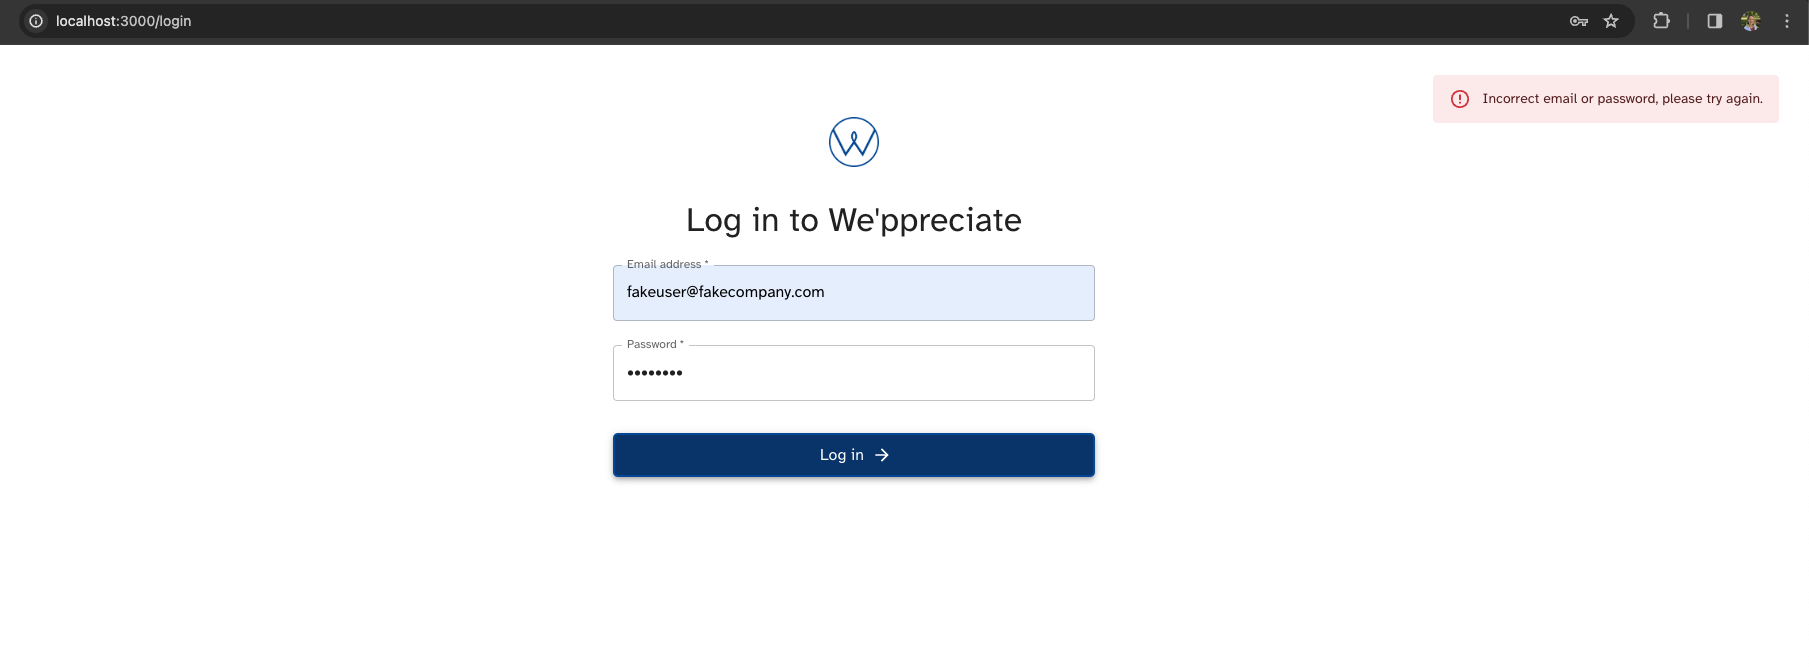 localhost:3000/login
Incorrect email or password, please try again.
W
Log in to We'ppreciate
Email address *
fakeuser@fakecompany.com
Password *
••••••••
Log in →